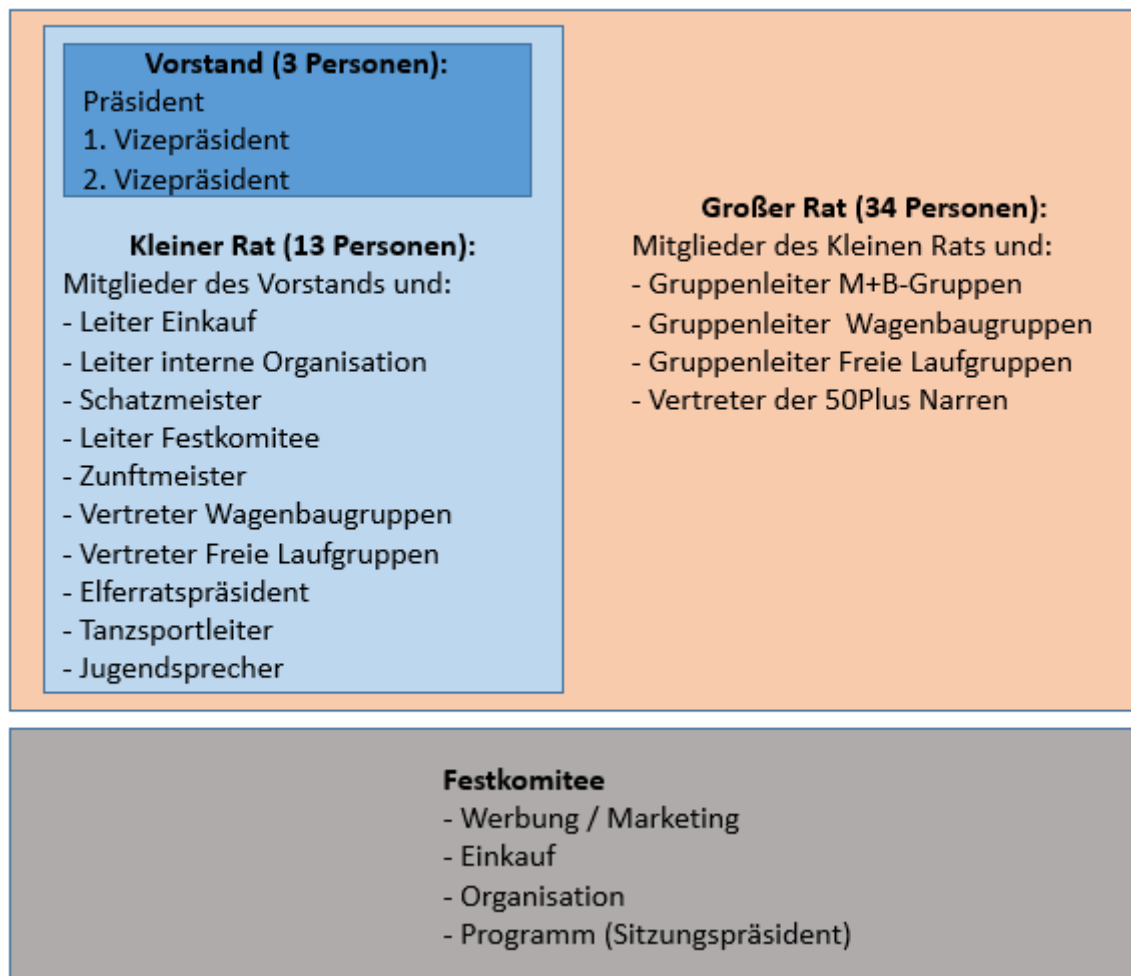 Vorstand (3 Personen):
Präsident
1. Vizepräsident
2. Vizepräsident
Kleiner Rat (13 Personen):
Mitglieder des Vorstands und:
- Leiter Einkauf
- Leiter interne Organisation
- Schatzmeister
- Leiter Festkomitee
- Zunftmeister
- Vertreter Wagenbaugruppen
- Vertreter Freie Laufgruppen
- Elferratspräsident
- Tanzsportleiter
- Jugendsprecher
Großer Rat (34 Personen):
Mitglieder des Kleinen Rats und:
- Gruppenleiter M+B-Gruppen
- Gruppenleiter  Wagenbaugruppen
- Gruppenleiter Freie Laufgruppen
- Vertreter der 50Plus Narren
Festkomitee
- Werbung / Marketing
- Einkauf
- Organisation
- Programm (Sitzungspräsident)